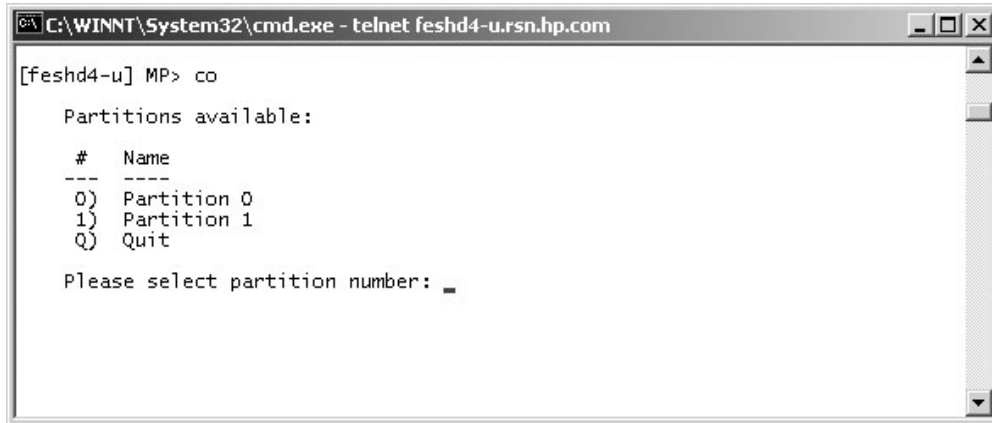 C:\WINNT\System32\cmd.exe - telnet feshd4-u.rsn.hp.com
[feshd4-u] MP> co
Partitions available:
#   Name
---  ----
0)  Partition 0
1)  Partition 1
Q)  Quit
Please select partition number: _